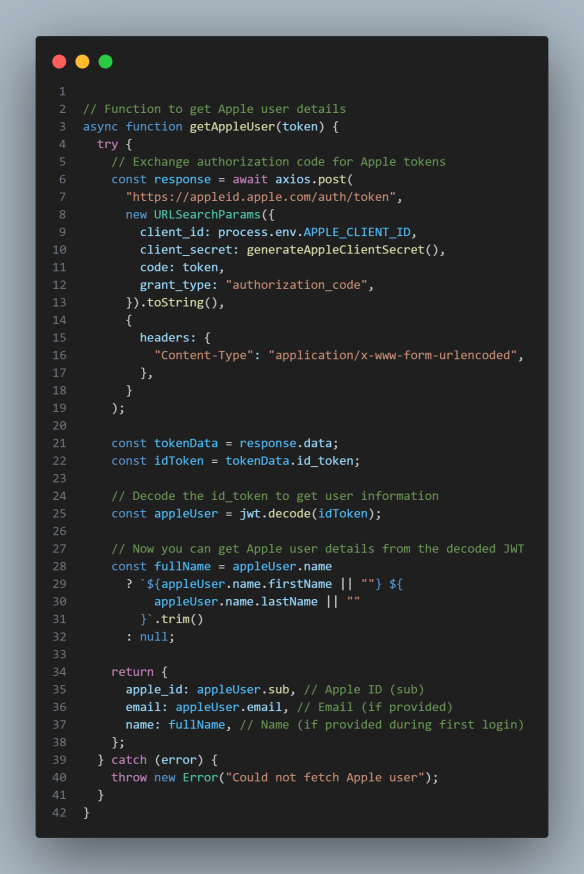 1
2 // Function to get Apple user details
3 async function getAppleUser(token) {
4   try {
5     // Exchange authorization code for Apple tokens
6     const response = await axios.post(
7       "https://appleid.apple.com/auth/token",
8       new URLSearchParams({
9         client_id: process.env.APPLE_CLIENT_ID,
10         client_secret: generateAppleClientSecret(),
11         code: token,
12         grant_type: "authorization_code",
13       }).toString(),
14       {
15         headers: {
16           "Content-Type": "application/x-www-form-urlencoded",
17         },
18       }
19     );
20
21     const tokenData = response.data;
22     const idToken = tokenData.id_token;
23
24     // Decode the id_token to get user information
25     const appleUser = jwt.decode(idToken);
26
27     // Now you can get Apple user details from the decoded JWT
28     const fullName = appleUser.name
29       ? `${appleUser.name.firstName || ""} ${
30           appleUser.name.lastName || ""
31         }`.trim()
32       : null;
33
34     return {
35       apple_id: appleUser.sub, // Apple ID (sub)
36       email: appleUser.email, // Email (if provided)
37       name: fullName, // Name (if provided during first login)
38     };
39   } catch (error) {
40     throw new Error("Could not fetch Apple user");
41   }
42 }